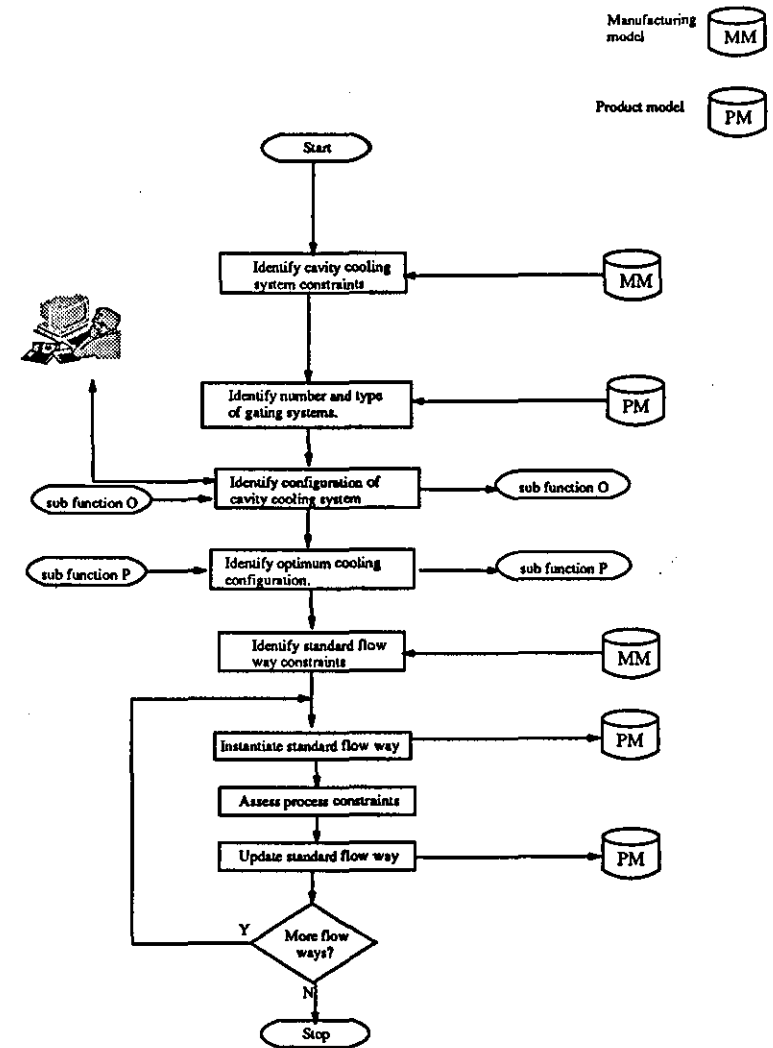 Manufacturing
model
MM
Product model
PM
Start
Identify cavity cooling
system constraints
MM
Identify number and type
of gating systems.
PM
Identify configuration of
cavity cooling system
sub function O
sub function O
Identify optimum cooling
configuration.
sub function P
sub function P
Identify standard flow
way constraints
MM
Instantiate standard flow way
PM
Assess process constraints
Update standard flow way
PM
Y
More flow
ways?
N
Stop